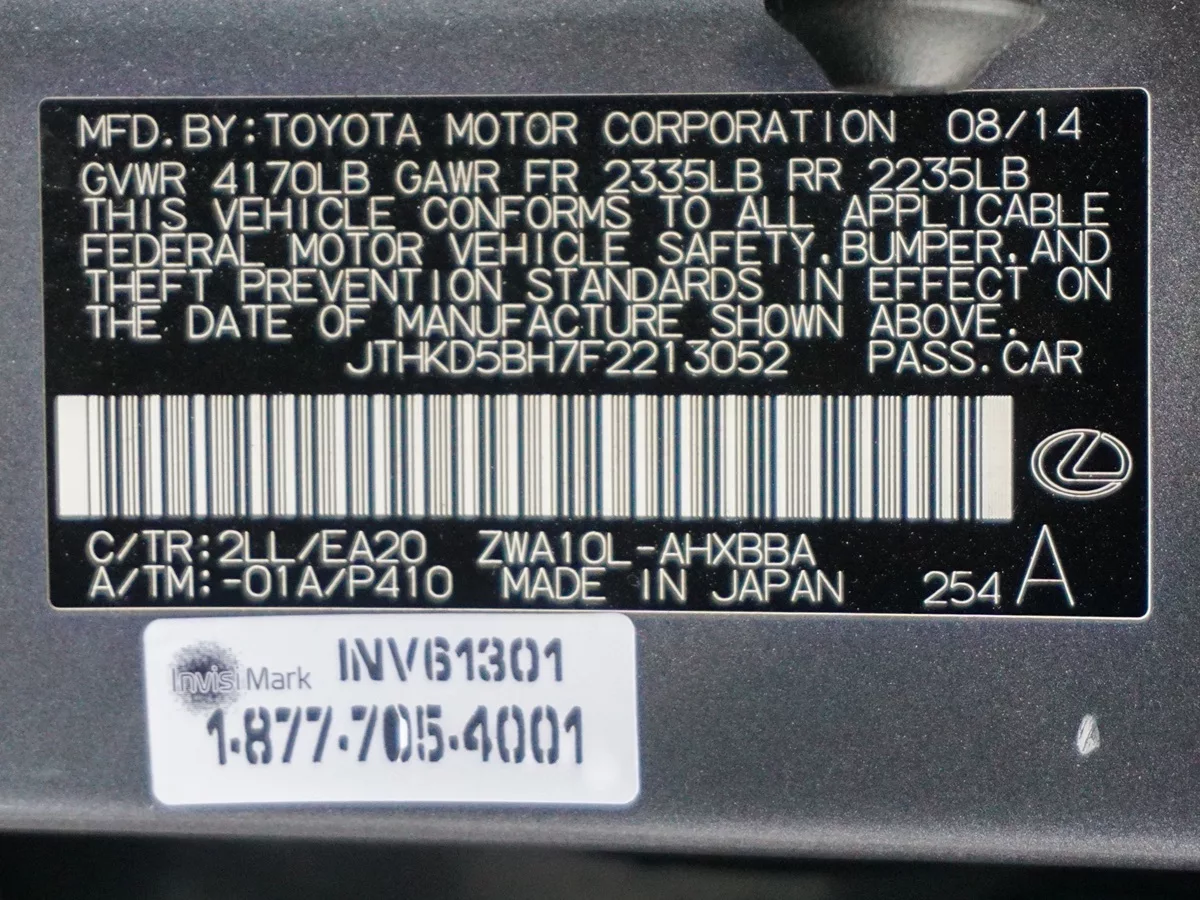 MFD. BY: TOYOTA MOTOR CORPORATION 08/14
GVWR 4170LB GAWR FR 2335LB RR 2235LB
THIS VEHICLE CONFORMS TO ALL APPLICABLE
FEDERAL MOTOR VEHICLE SAFETY, BUMPER, AND
THEFT PREVENTION STANDARDS IN EFFECT ON
THE DATE OF MANUFACTURE SHOWN ABOVE.
JTHKD5BH7F2213052 PASS. CAR
C/TR: 2LL/EA20 ZWA10L-AHXBBA
A/TM: -01A/P410 MADE IN JAPAN 254 A
InvisiMark INV61301
1-877-705-4001